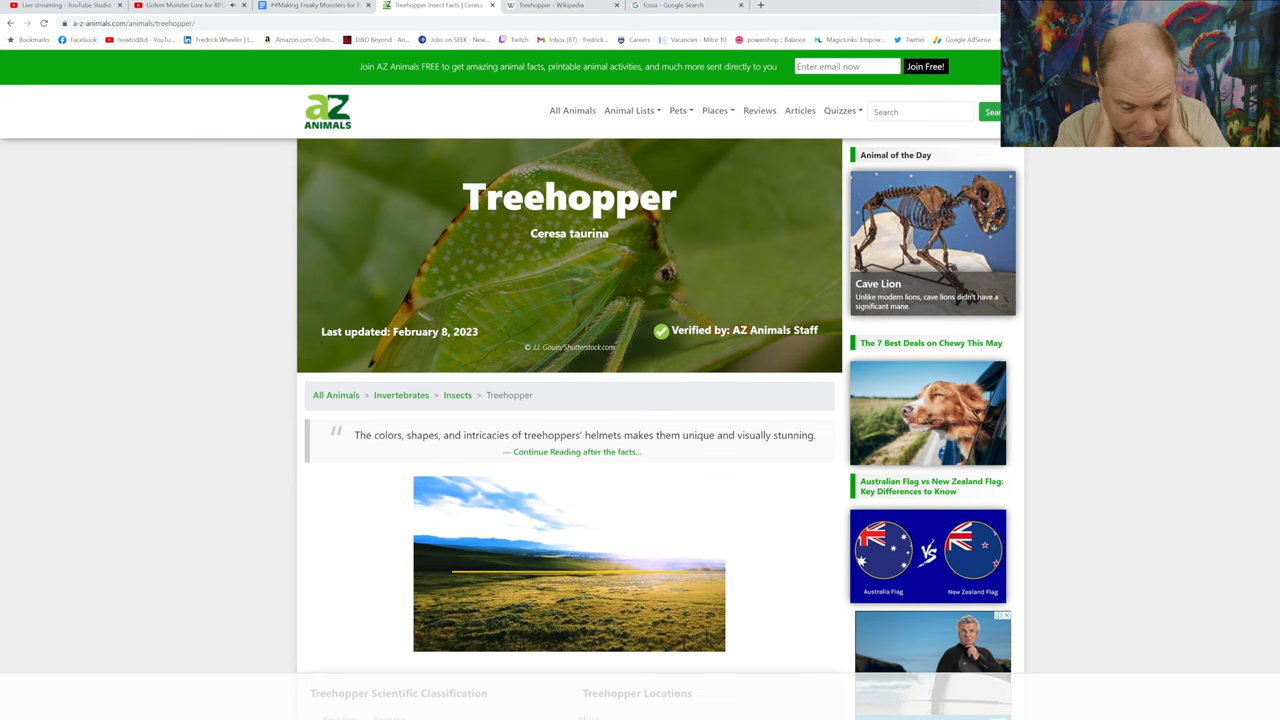 Live streaming - YouTube Studio
Golem Monster Lore for RP
##Making Freaky Monsters for
Treehopper Insect Facts | Ceresa
Treehopper - Wikipedia
fossa - Google Search
a-z-animals.com/animals/treehopper/
Bookmarks
Facebook
howtod&d - YouTu...
Fredrick Wheeler | L...
Amazon.com: Onlin...
D&D Beyond - An...
Jobs on SEEK - New...
Twitch
Inbox (87) - fredrick...
Careers
Vacancies - Mitre 10
powershop :: Balance
MagicLinks: Empow...
Twitter
Google AdSense
Join AZ Animals FREE to get amazing animal facts, printable animal activities, and much more sent directly to you
Enter email now
Join Free!
aZ
ANIMALS
All Animals
Animal Lists
Pets
Places
Reviews
Articles
Quizzes
Search
Sear
Treehopper
Ceresa taurina
Last updated: February 8, 2023
Verified by: AZ Animals Staff
© J.J. Gouin/Shutterstock.com
All Animals > Invertebrates > Insects > Treehopper
“ The colors, shapes, and intricacies of treehoppers’ helmets makes them unique and visually stunning.
— Continue Reading after the facts...
Treehopper Scientific Classification
Treehopper Locations
Kingdom
Animalia
Animal of the Day
Cave Lion
Unlike modern lions, cave lions didn't have a
significant mane.
The 7 Best Deals on Chewy This May
Australian Flag vs New Zealand Flag:
Key Differences to Know
VS
Australia Flag
New Zealand Flag